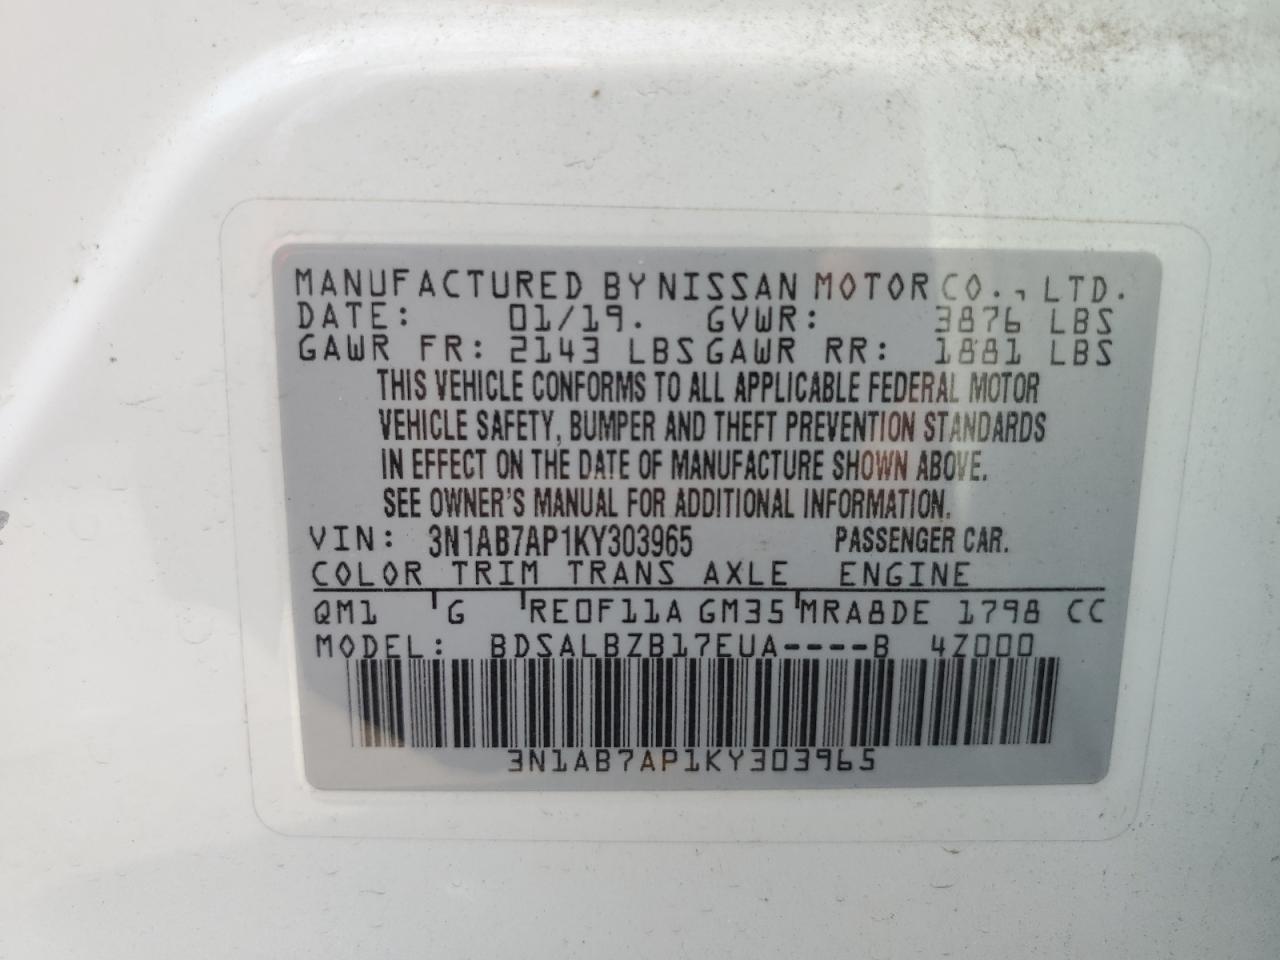 MANUFACTURED BY NISSAN MOTOR CO., LTD.
DATE: 01/19. GVWR: 3876 LBS
GAWR FR: 2143 LBS GAWR RR: 1881 LBS
THIS VEHICLE CONFORMS TO ALL APPLICABLE FEDERAL MOTOR
VEHICLE SAFETY, BUMPER AND THEFT PREVENTION STANDARDS
IN EFFECT ON THE DATE OF MANUFACTURE SHOWN ABOVE.
SEE OWNER'S MANUAL FOR ADDITIONAL INFORMATION.
VIN: 3N1AB7AP1KY303965 PASSENGER CAR.
COLOR TRIM TRANS AXLE ENGINE
QM1 G RE0F11A GM35 MRA8DE 1798 CC
MODEL: BDSALBZB17EUA----B 4Z000
3N1AB7AP1KY303965